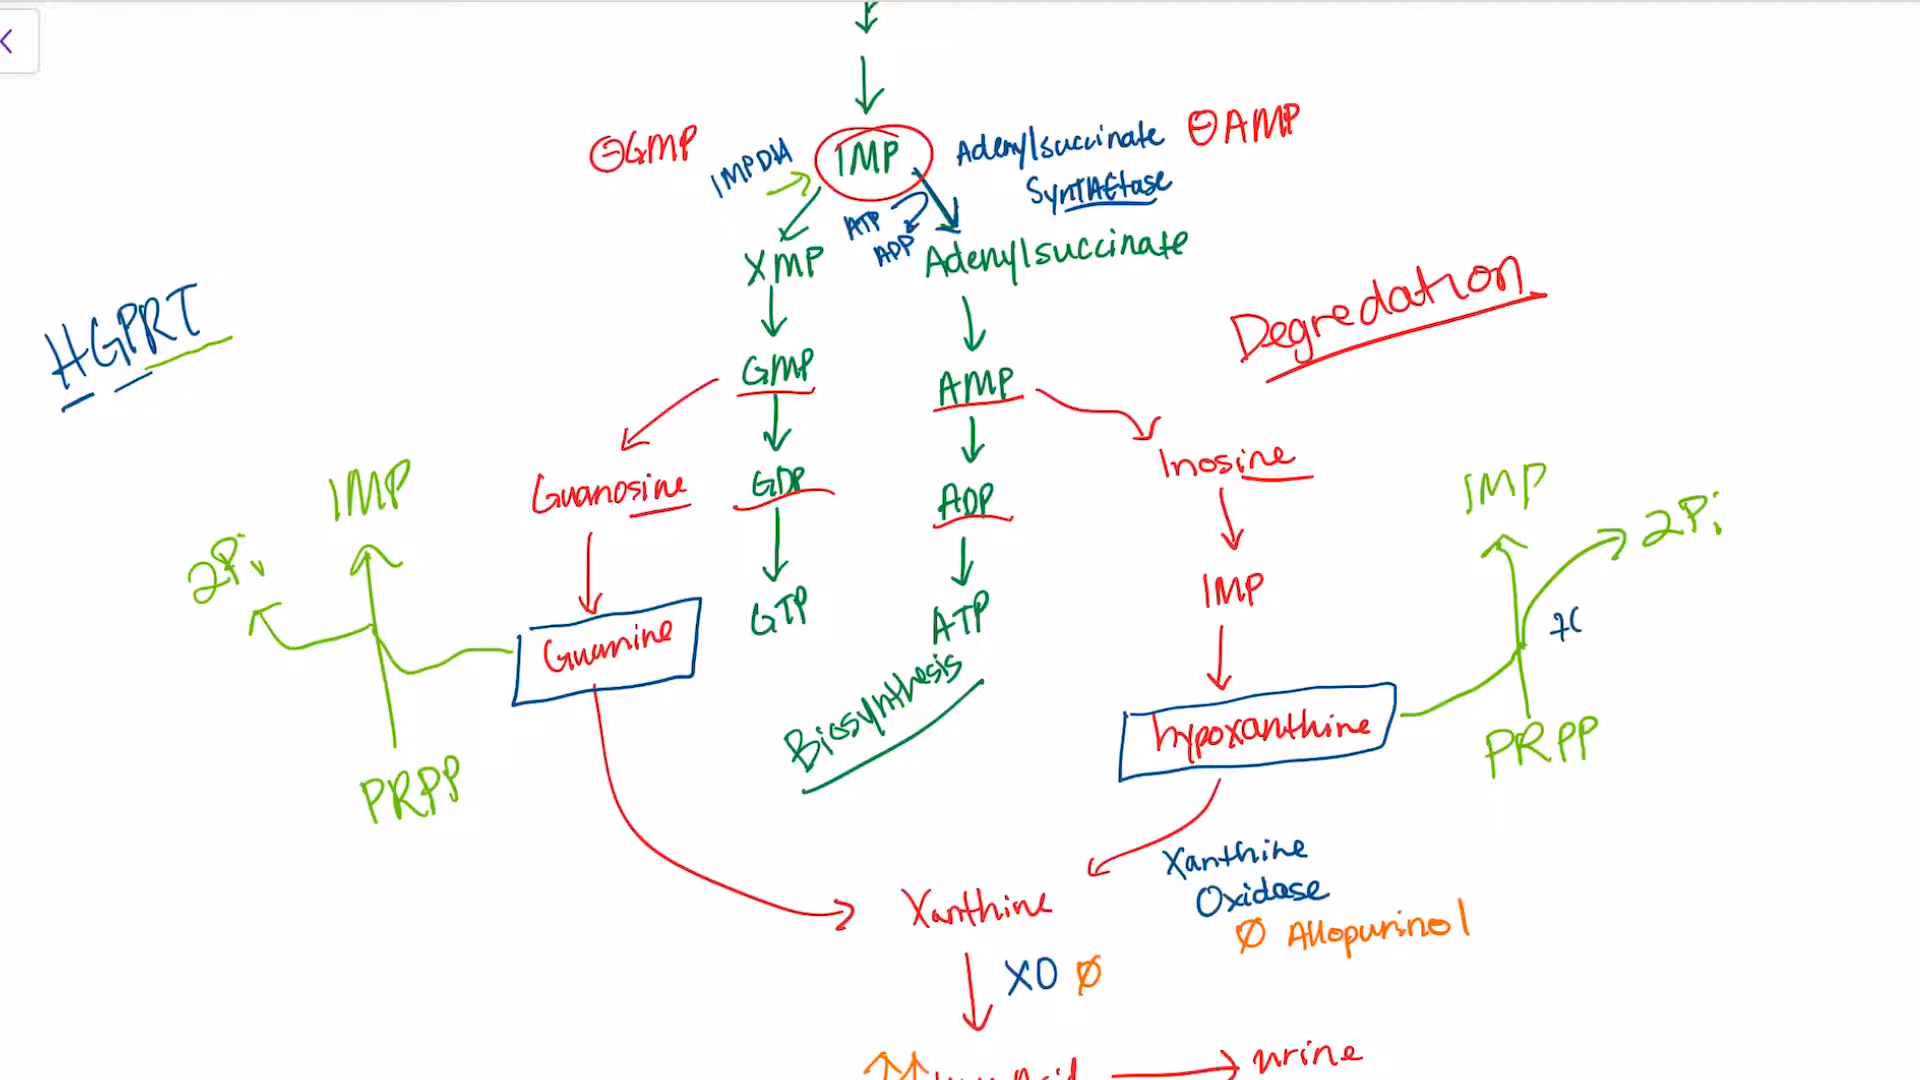 ⊖GMP
IMPDH
IMP
Adenylsuccinate
Synthetase
⊖AMP
ATP
ADP
XMP
Adenylsuccinate
HGPRT
Degredation
GMP
AMP
Guanosine
GDP
ADP
Inosine
IMP
2Pi
IMP
2Pi
GTP
ATP
IMP
Guanine
Biosynthesis
hypoxanthine
PRPP
PRPP
Xanthine
Oxidase
Ø Allopurinol
Xanthine
XO Ø
urine